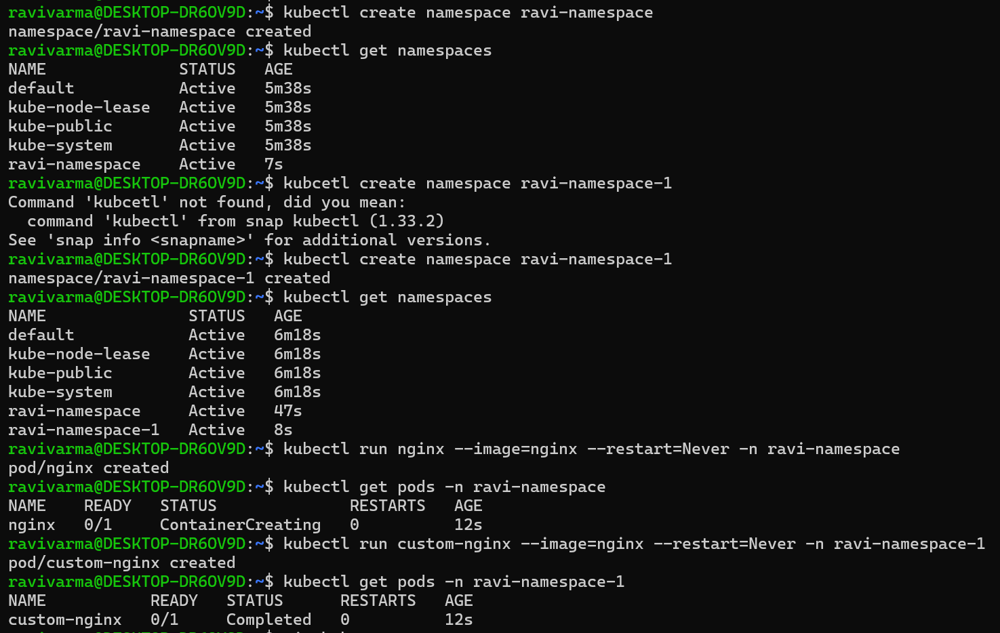 ravivarma@DESKTOP-DR6OV9D:~$ kubectl create namespace ravi-namespace
namespace/ravi-namespace created
ravivarma@DESKTOP-DR6OV9D:~$ kubectl get namespaces
NAME              STATUS   AGE
default           Active   5m38s
kube-node-lease   Active   5m38s
kube-public       Active   5m38s
kube-system       Active   5m38s
ravi-namespace    Active   7s
ravivarma@DESKTOP-DR6OV9D:~$ kubcetl create namespace ravi-namespace-1
Command 'kubcetl' not found, did you mean:
  command 'kubectl' from snap kubectl (1.33.2)
See 'snap info <snapname>' for additional versions.
ravivarma@DESKTOP-DR6OV9D:~$ kubectl create namespace ravi-namespace-1
namespace/ravi-namespace-1 created
ravivarma@DESKTOP-DR6OV9D:~$ kubectl get namespaces
NAME               STATUS   AGE
default            Active   6m18s
kube-node-lease    Active   6m18s
kube-public        Active   6m18s
kube-system        Active   6m18s
ravi-namespace     Active   47s
ravi-namespace-1   Active   8s
ravivarma@DESKTOP-DR6OV9D:~$ kubectl run nginx --image=nginx --restart=Never -n ravi-namespace
pod/nginx created
ravivarma@DESKTOP-DR6OV9D:~$ kubectl get pods -n ravi-namespace
NAME    READY   STATUS              RESTARTS   AGE
nginx   0/1     ContainerCreating   0          12s
ravivarma@DESKTOP-DR6OV9D:~$ kubectl run custom-nginx --image=nginx --restart=Never -n ravi-namespace-1
pod/custom-nginx created
ravivarma@DESKTOP-DR6OV9D:~$ kubectl get pods -n ravi-namespace-1
NAME           READY   STATUS      RESTARTS   AGE
custom-nginx   0/1     Completed   0          12s